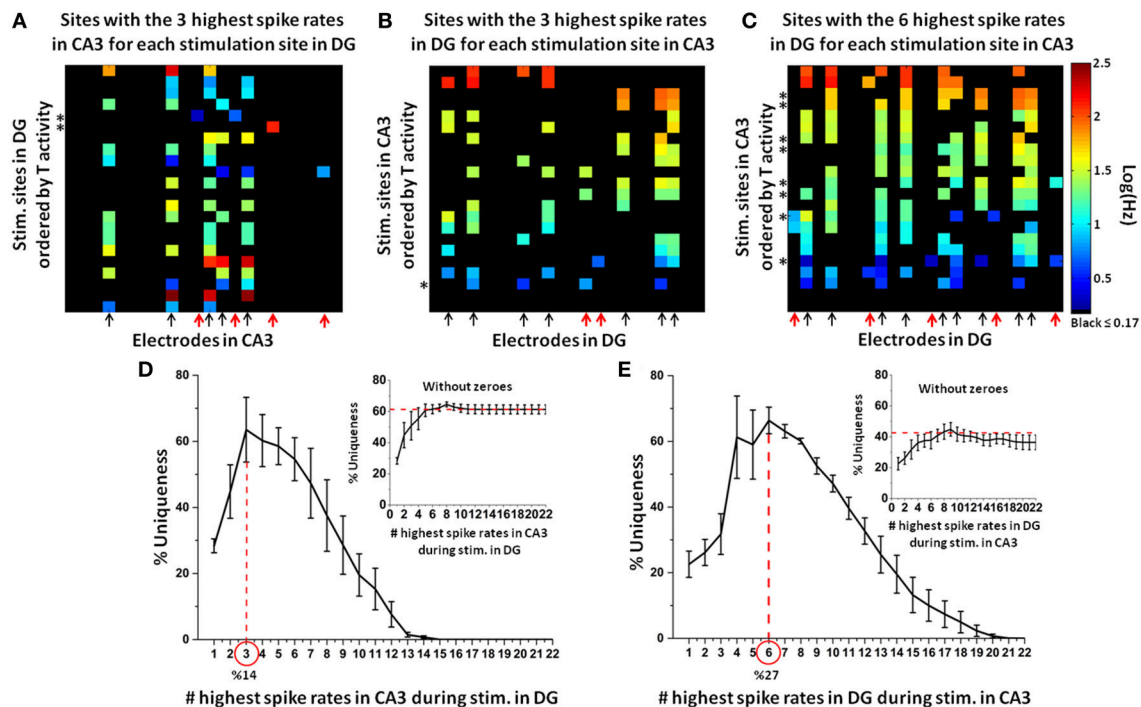 A
Sites with the 3 highest spike rates
in CA3 for each stimulation site in DG
Stim. sites in DG
ordered by T activity
**
Electrodes in CA3
B
Sites with the 3 highest spike rates
in DG for each stimulation site in CA3
Stim. sites in CA3
ordered by T activity
*
Electrodes in DG
C
Sites with the 6 highest spike rates
in DG for each stimulation site in CA3
Stim. sites in CA3
ordered by T activity
*
*
*
*
*
*
*
*
Electrodes in DG
2.5
2
1.5
1
0.5
Log(Hz)
Black ≤ 0.17
D
% Uniqueness
80
60
40
20
0
1 2 3 4 5 6 7 8 9 10 11 12 13 14 15 16 17 18 19 20 21 22
%14
# highest spike rates in CA3 during stim. in DG
Without zeroes
% Uniqueness
80
60
40
20
0
0 2 4 6 8 10 12 14 16 18 20 22
# highest spike rates in CA3
during stim. in DG
E
% Uniqueness
80
60
40
20
0
1 2 3 4 5 6 7 8 9 10 11 12 13 14 15 16 17 18 19 20 21 22
%27
# highest spike rates in DG during stim. in CA3
Without zeroes
% Uniqueness
80
60
40
20
0
0 2 4 6 8 10 12 14 16 18 20 22
# highest spike rates in DG
during stim. in CA3